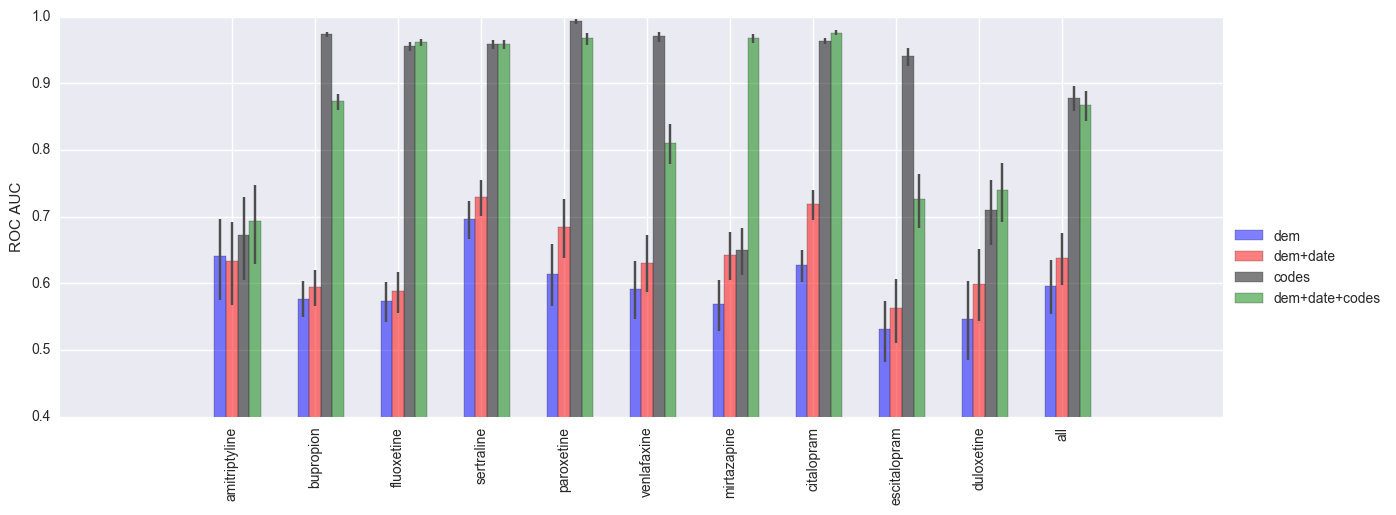 1.0
0.9
0.8
0.7
0.6
0.5
0.4
ROC AUC
amitriptyline
bupropion
fluoxetine
sertraline
paroxetine
venlafaxine
mirtazapine
citalopram
escitalopram
duloxetine
all
dem
dem+date
codes
dem+date+codes